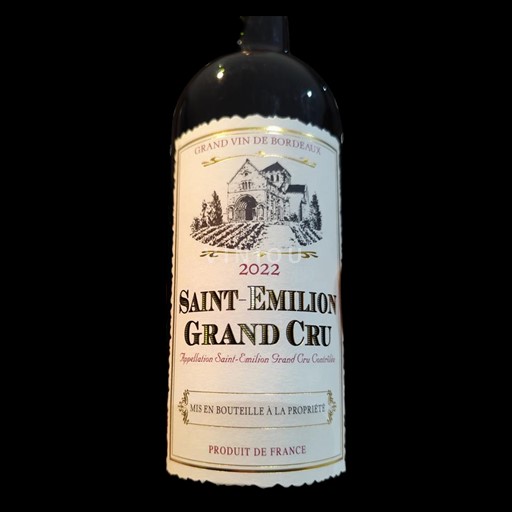 GRAND VIN DE BORDEAUX
2022
SAINT-EMILION
GRAND CRU
Appellation Saint-Emilion Grand Cru Contrôlée
MIS EN BOUTEILLE À LA PROPRIÉTÉ
PRODUIT DE FRANCE